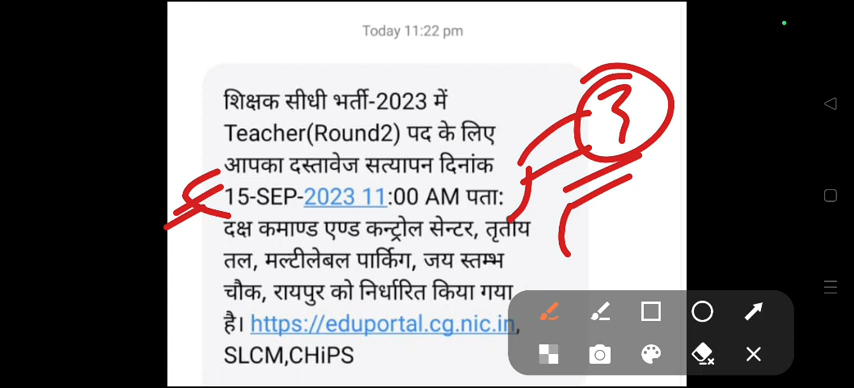 Today 11:22 pm
शिक्षक सीधी भर्ती-2023 में
Teacher(Round2) पद के लिए
आपका दस्तावेज सत्यापन दिनांक
15-SEP-2023 11:00 AM पता:
दक्ष कमाण्ड एण्ड कन्ट्रोल सेन्टर, तृतीय
तल, मल्टीलेबल पार्किंग, जय स्तम्भ
चौक, रायपुर को निर्धारित किया गया
है। https://eduportal.cg.nic.in,
SLCM,CHiPS